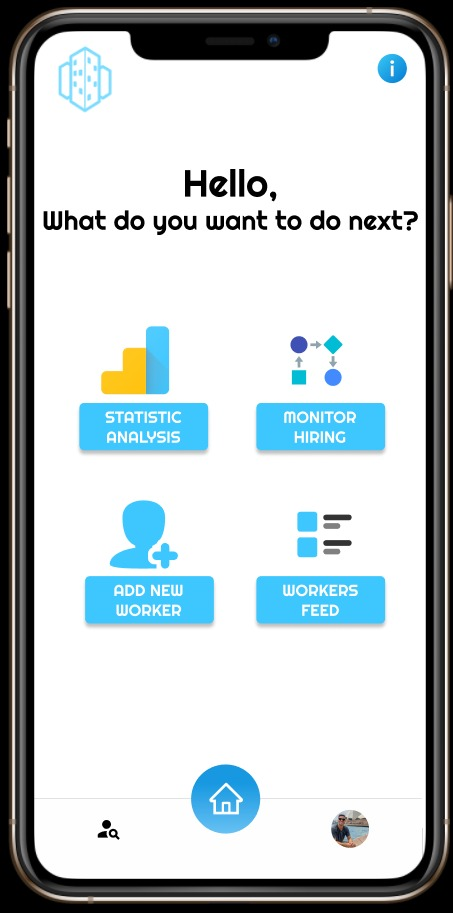 Hello,
What do you want to do next?
STATISTIC
ANALYSIS
MONITOR
HIRING
ADD NEW
WORKER
WORKERS
FEED